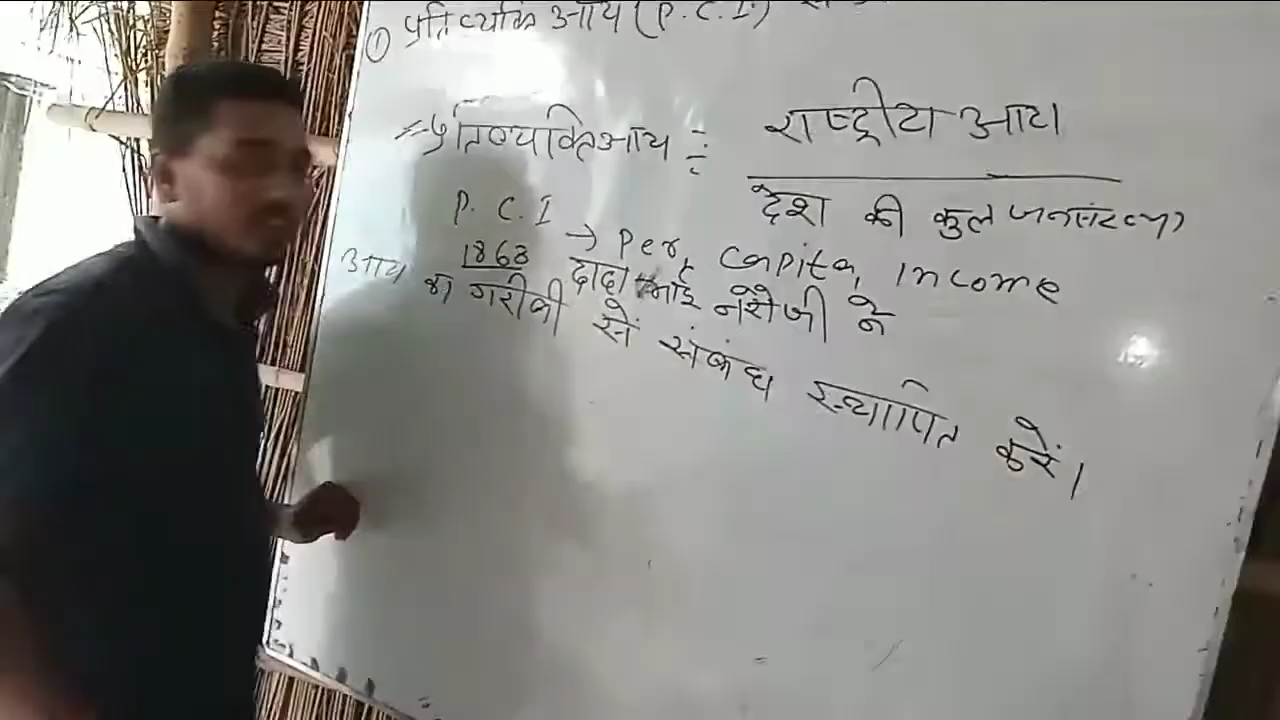 ① प्रतिव्यक्ति आय (P.C.I.)
⇒ प्रतिव्यक्ति आय ÷ राष्ट्रीय आय
देश की कुल जनसंख्या
P. C. I → Per, Capita, Income
1868 दादा भाई नेरोजी ने
आय का गरीबी सें संबंध स्थापित करें।